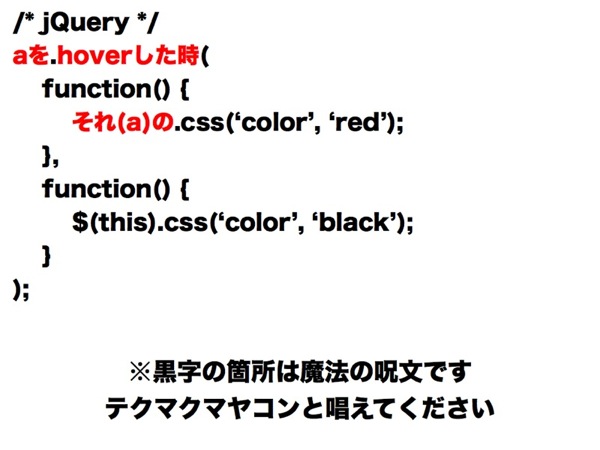 /* jQuery */
aを.hoverした時(
function() {
それ(a)の.css(‘color’, ‘red’);
},
function() {
$(this).css(‘color’, ‘black’);
}
);
※黒字の箇所は魔法の呪文です
テクマクマヤコンと唱えてください